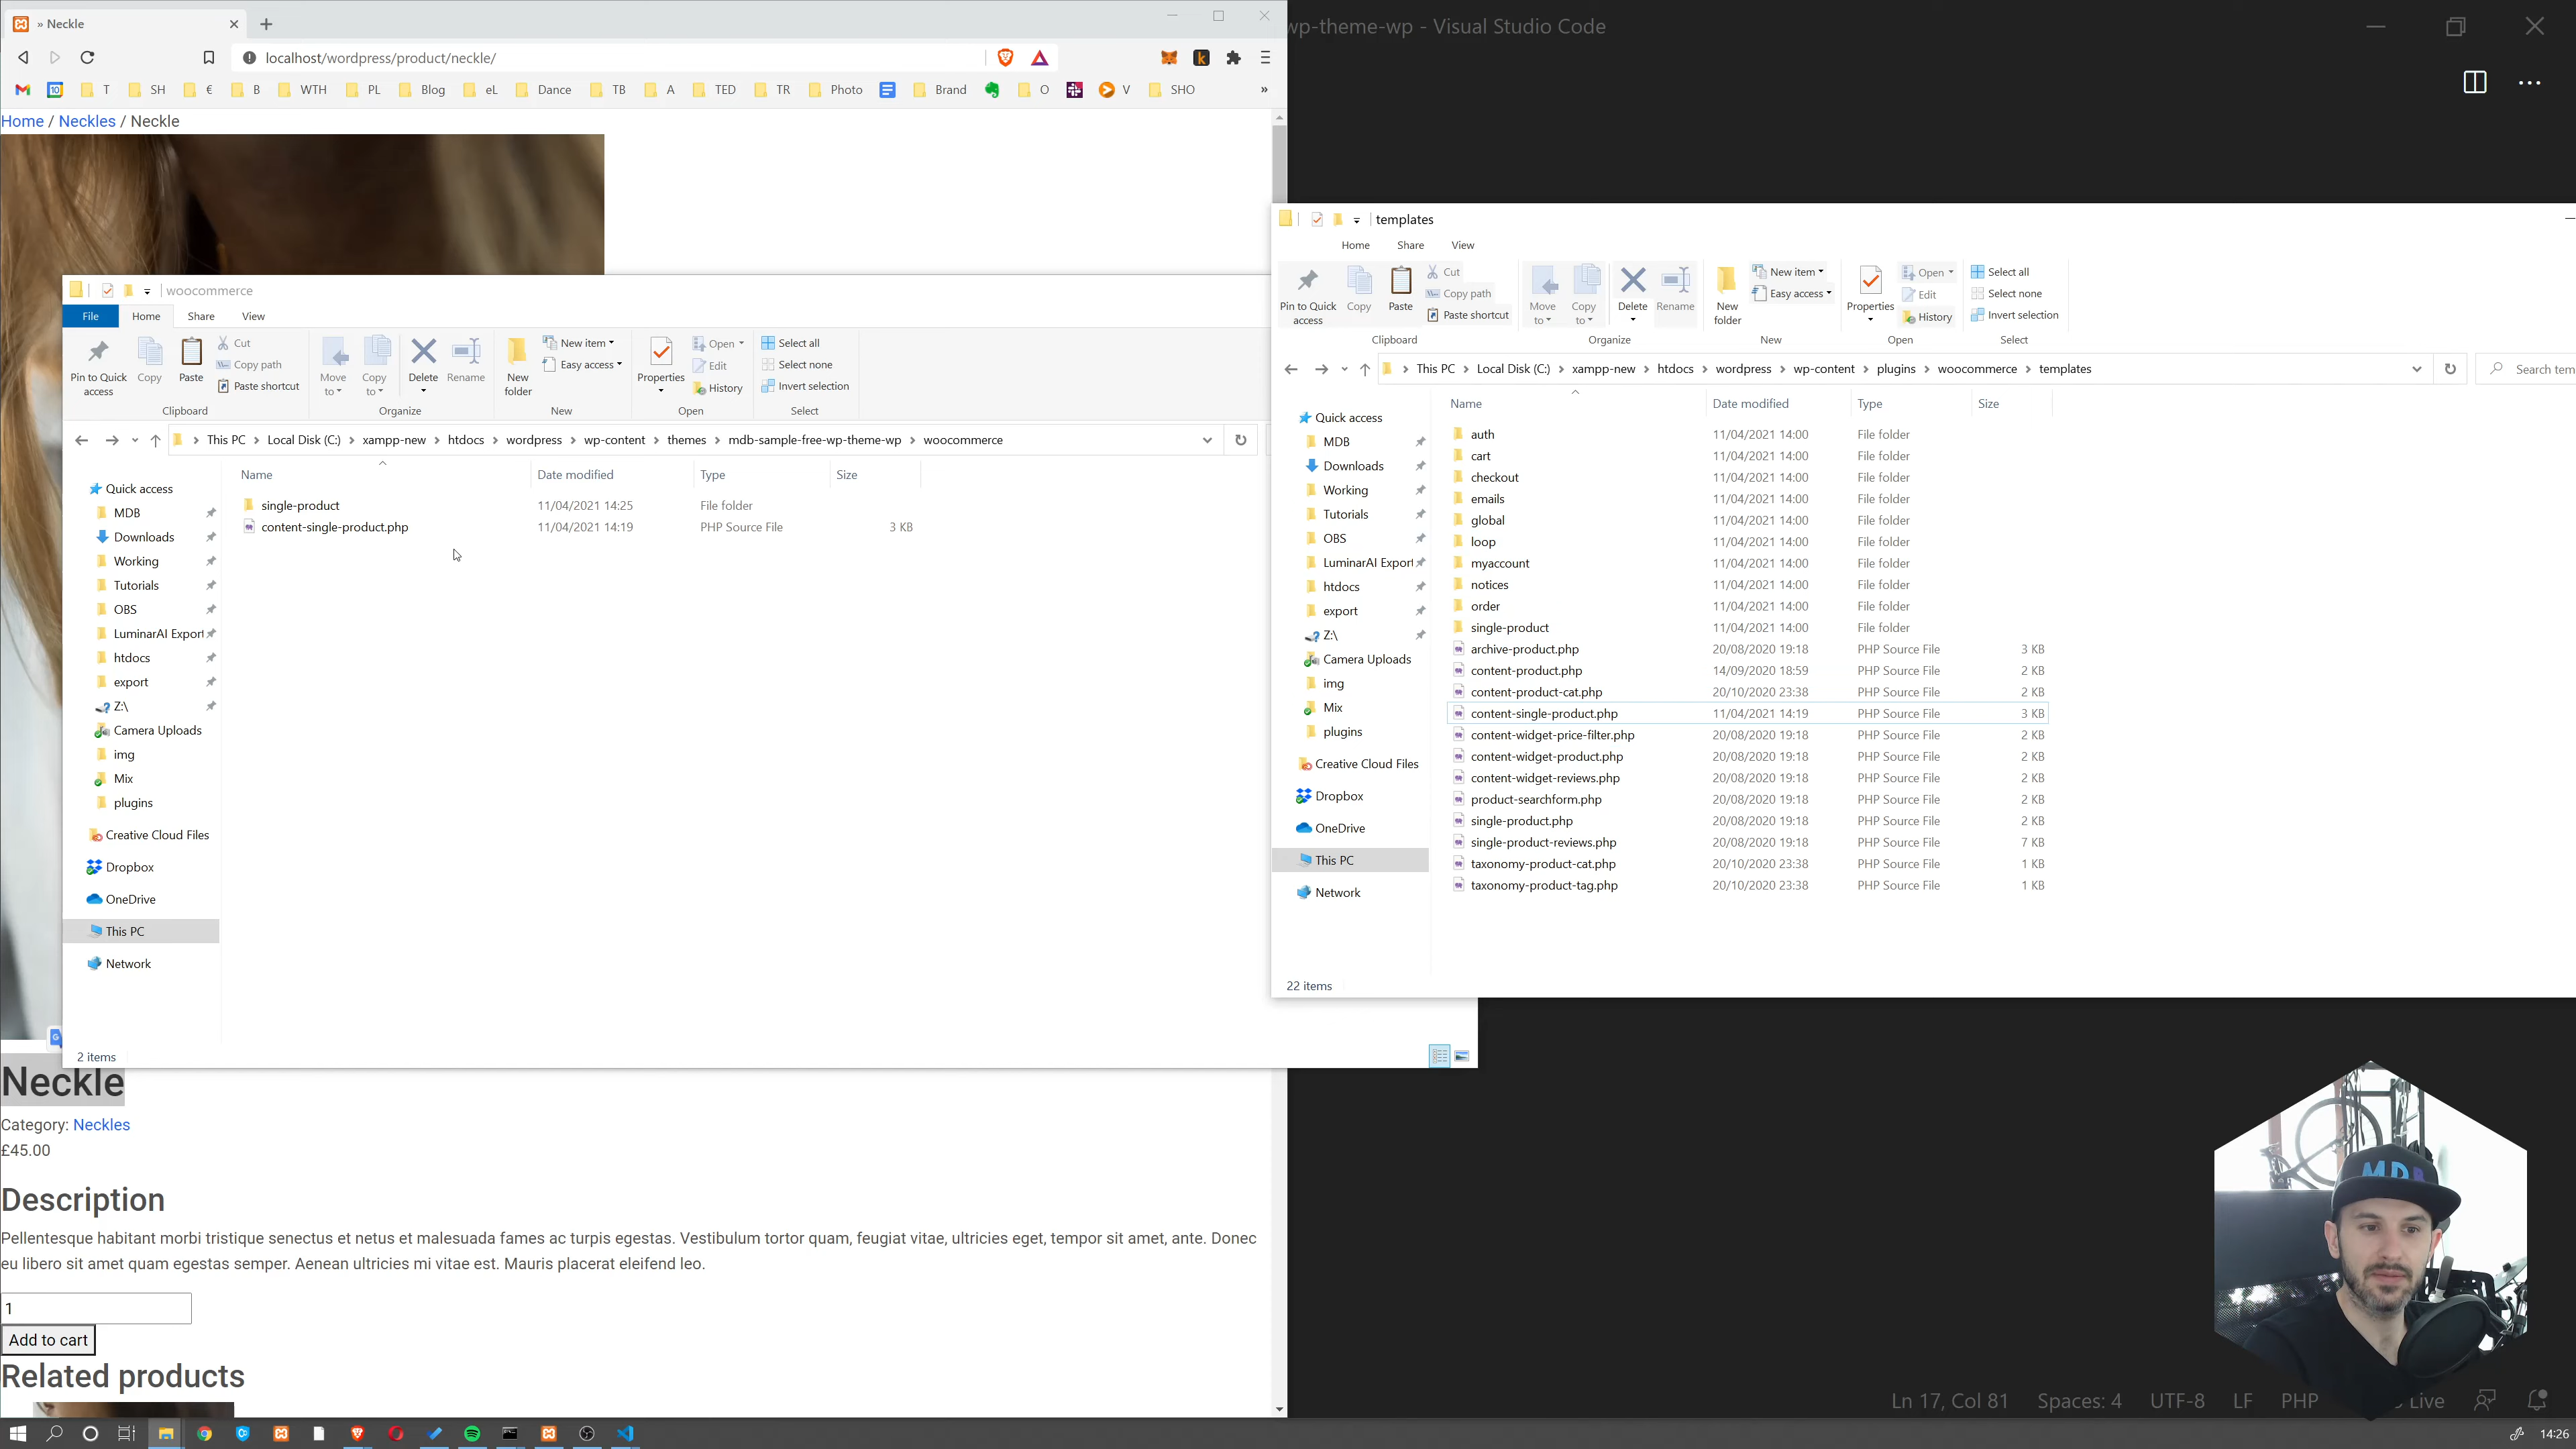 » Neckle
localhost/wordpress/product/neckle/
T SH € B WTH PL Blog eL Dance TB A TED TR Photo Brand O V SHO »
Home / Neckles / Neckle
wp-theme-wp - Visual Studio Code
woocommerce
File Home Share View
Pin to Quick access
Copy
Paste
Cut
Copy path
Paste shortcut
Move to
Copy to
Delete
Rename
New folder
New item
Easy access
Properties
Open
Edit
History
Select all
Select none
Invert selection
Clipboard Organize New Open Select
This PC > Local Disk (C:) > xampp-new > htdocs > wordpress > wp-content > themes > mdb-sample-free-wp-theme-wp > woocommerce
Name Date modified Type Size
single-product 11/04/2021 14:25 File folder
content-single-product.php 11/04/2021 14:19 PHP Source File 3 KB
Quick access
MDB
Downloads
Working
Tutorials
OBS
LuminarAI Export
htdocs
export
Z:\
Camera Uploads
img
Mix
plugins
Creative Cloud Files
Dropbox
OneDrive
This PC
Network
2 items
templates
Home Share View
Pin to Quick access
Copy
Paste
Cut
Copy path
Paste shortcut
Move to
Copy to
Delete
Rename
New folder
New item
Easy access
Properties
Open
Edit
History
Select all
Select none
Invert selection
Clipboard Organize New Open Select
This PC > Local Disk (C:) > xampp-new > htdocs > wordpress > wp-content > plugins > woocommerce > templates
Search tem
Name Date modified Type Size
auth 11/04/2021 14:00 File folder
cart 11/04/2021 14:00 File folder
checkout 11/04/2021 14:00 File folder
emails 11/04/2021 14:00 File folder
global 11/04/2021 14:00 File folder
loop 11/04/2021 14:00 File folder
myaccount 11/04/2021 14:00 File folder
notices 11/04/2021 14:00 File folder
order 11/04/2021 14:00 File folder
single-product 11/04/2021 14:00 File folder
archive-product.php 20/08/2020 19:18 PHP Source File 3 KB
content-product.php 14/09/2020 18:59 PHP Source File 2 KB
content-product-cat.php 20/10/2020 23:38 PHP Source File 2 KB
content-single-product.php 11/04/2021 14:19 PHP Source File 3 KB
content-widget-price-filter.php 20/08/2020 19:18 PHP Source File 2 KB
content-widget-product.php 20/08/2020 19:18 PHP Source File 2 KB
content-widget-reviews.php 20/08/2020 19:18 PHP Source File 2 KB
product-searchform.php 20/08/2020 19:18 PHP Source File 2 KB
single-product.php 20/08/2020 19:18 PHP Source File 2 KB
single-product-reviews.php 20/08/2020 19:18 PHP Source File 7 KB
taxonomy-product-cat.php 20/10/2020 23:38 PHP Source File 1 KB
taxonomy-product-tag.php 20/10/2020 23:38 PHP Source File 1 KB
Quick access
MDB
Downloads
Working
Tutorials
OBS
LuminarAI Export
htdocs
export
Z:\
Camera Uploads
img
Mix
plugins
Creative Cloud Files
Dropbox
OneDrive
This PC
Network
22 items
Neckle
Category: Neckles
£45.00
Description
Pellentesque habitant morbi tristique senectus et netus et malesuada fames ac turpis egestas. Vestibulum tortor quam, feugiat vitae, ultricies eget, tempor sit amet, ante. Donec
eu libero sit amet quam egestas semper. Aenean ultricies mi vitae est. Mauris placerat eleifend leo.
1
Add to cart
Related products
MDB
Ln 17, Col 81 Spaces: 4 UTF-8 LF PHP Live
14:26